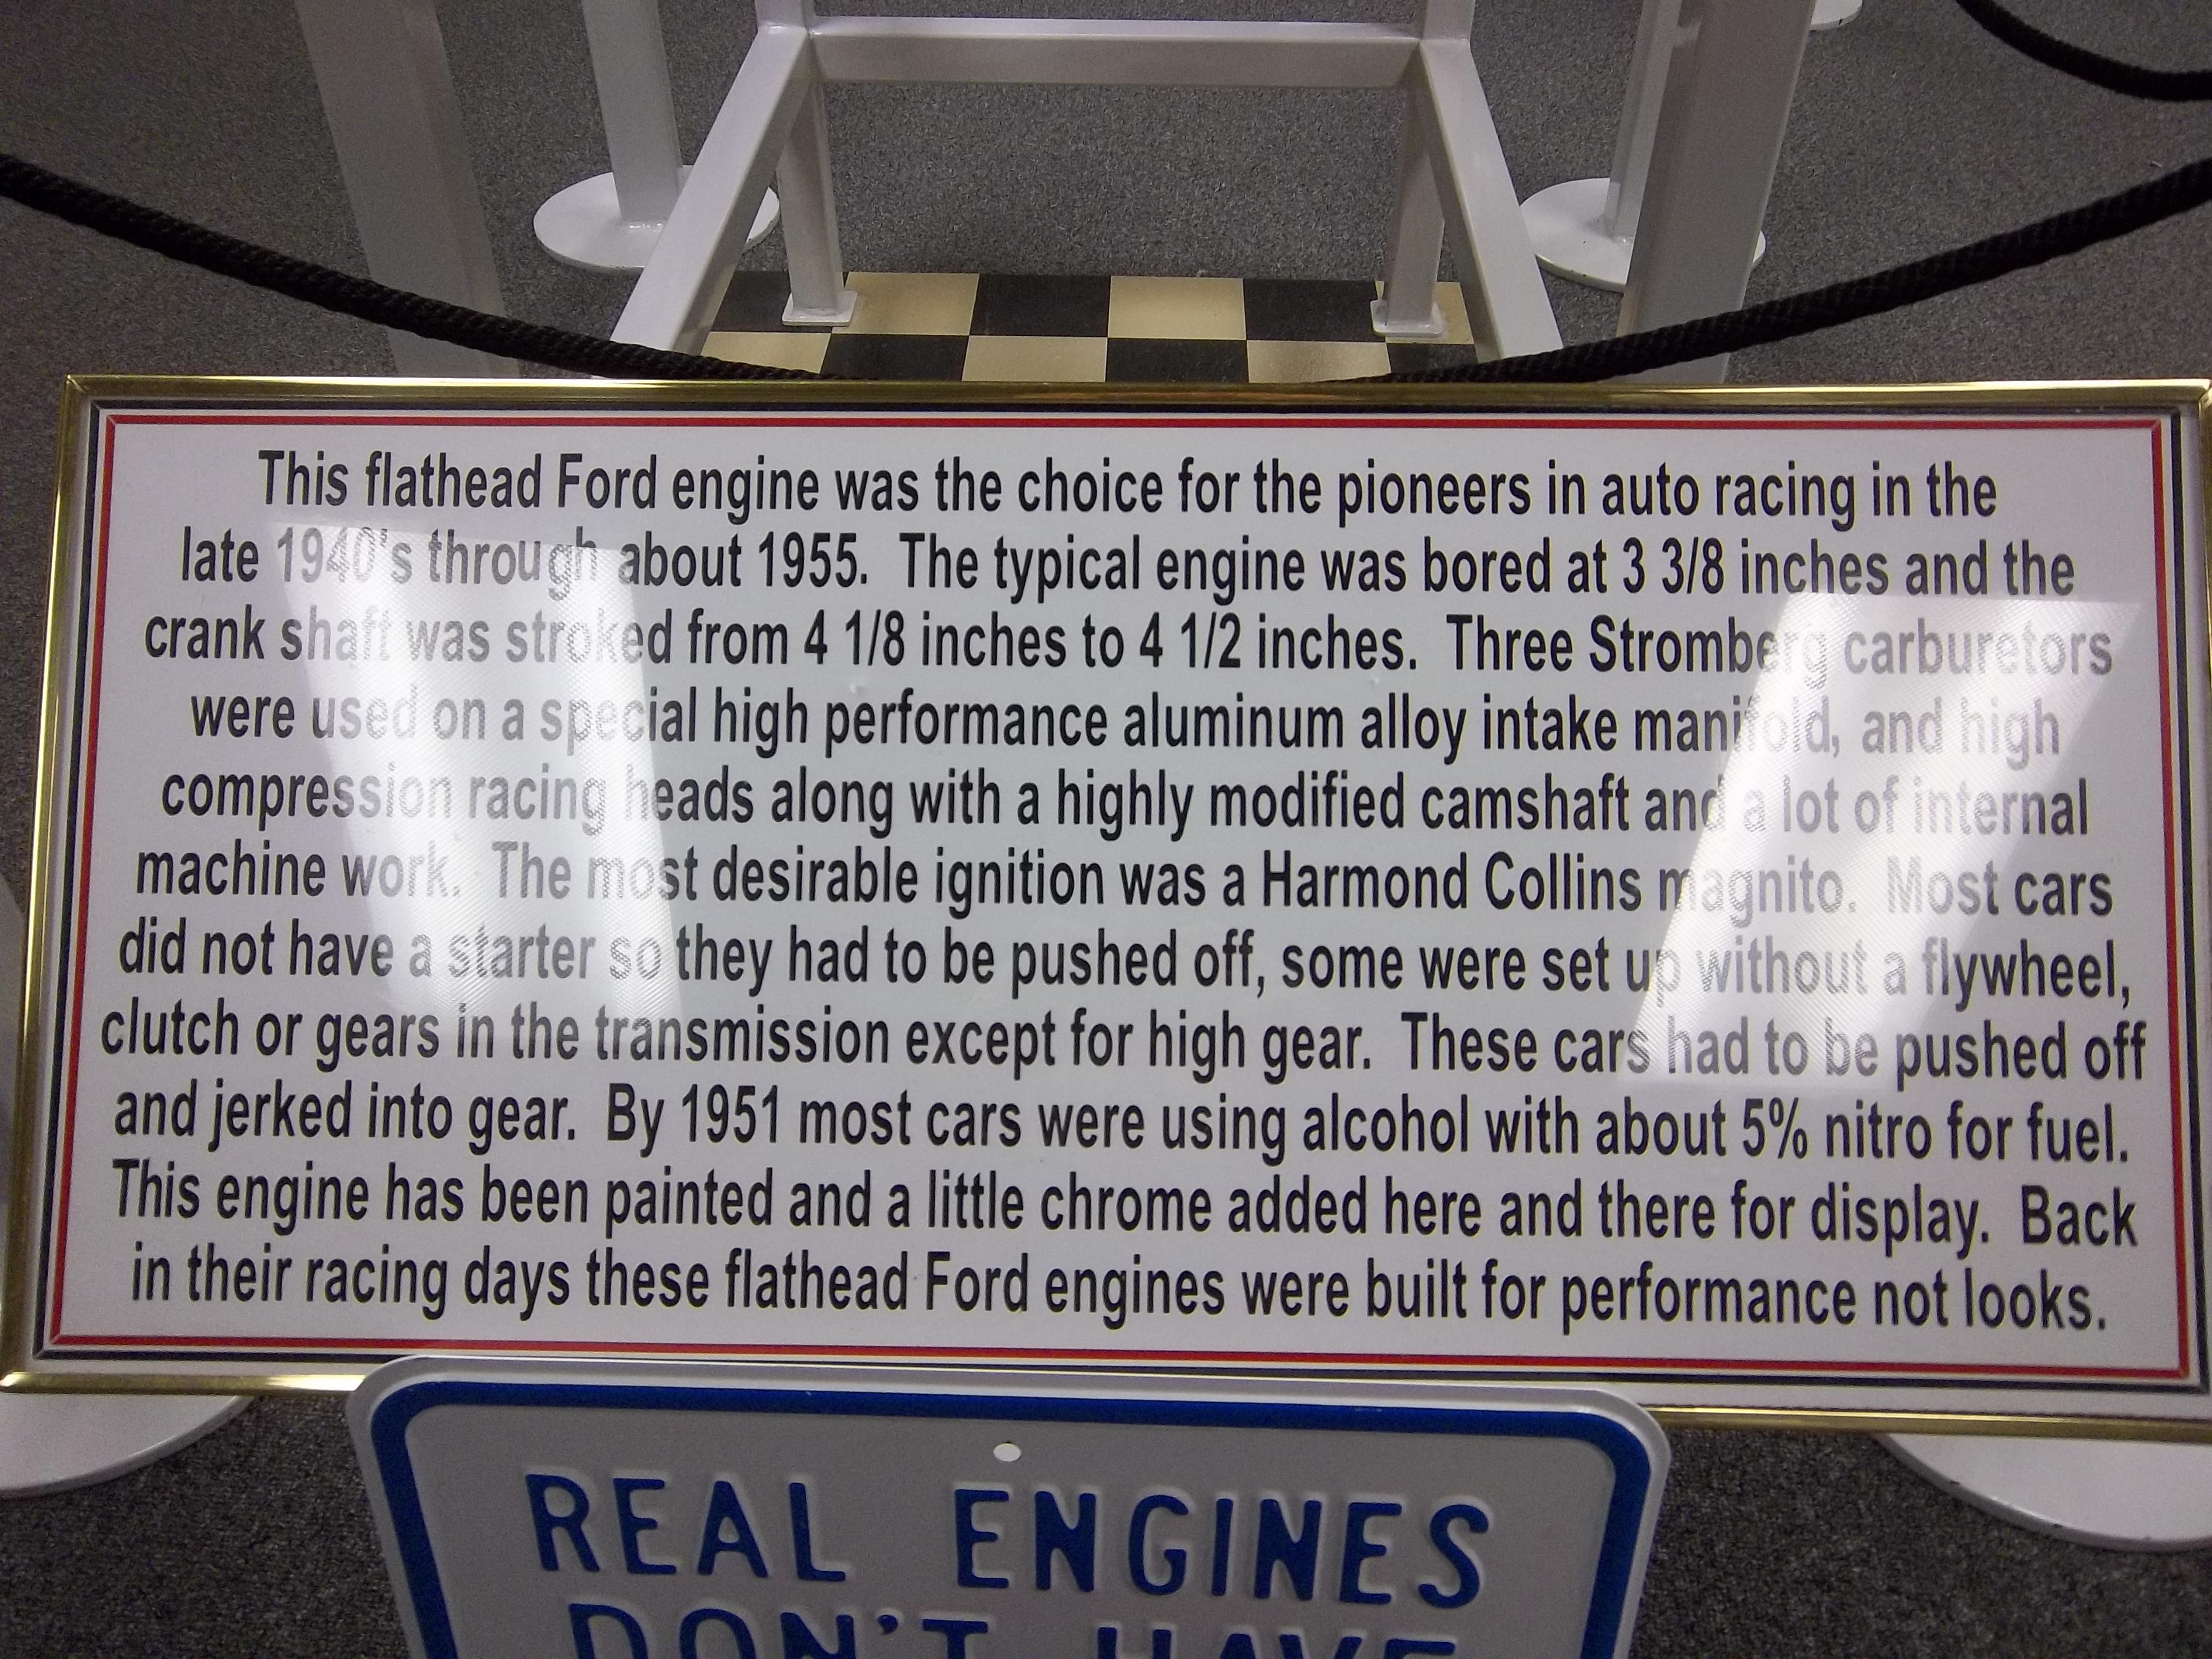 This flathead Ford engine was the choice for the pioneers in auto racing in the
late 1940's through about 1955. The typical engine was bored at 3 3/8 inches and the
crank shaft was stroked from 4 1/8 inches to 4 1/2 inches. Three Stromberg carburetors
were used on a special high performance aluminum alloy intake manifold, and high
compression racing heads along with a highly modified camshaft and a lot of internal
machine work. The most desirable ignition was a Harmond Collins magnito. Most cars
did not have a starter so they had to be pushed off, some were set up without a flywheel,
clutch or gears in the transmission except for high gear. These cars had to be pushed off
and jerked into gear. By 1951 most cars were using alcohol with about 5% nitro for fuel.
This engine has been painted and a little chrome added here and there for display. Back
in their racing days these flathead Ford engines were built for performance not looks.
REAL ENGINES
DON'T HAVE